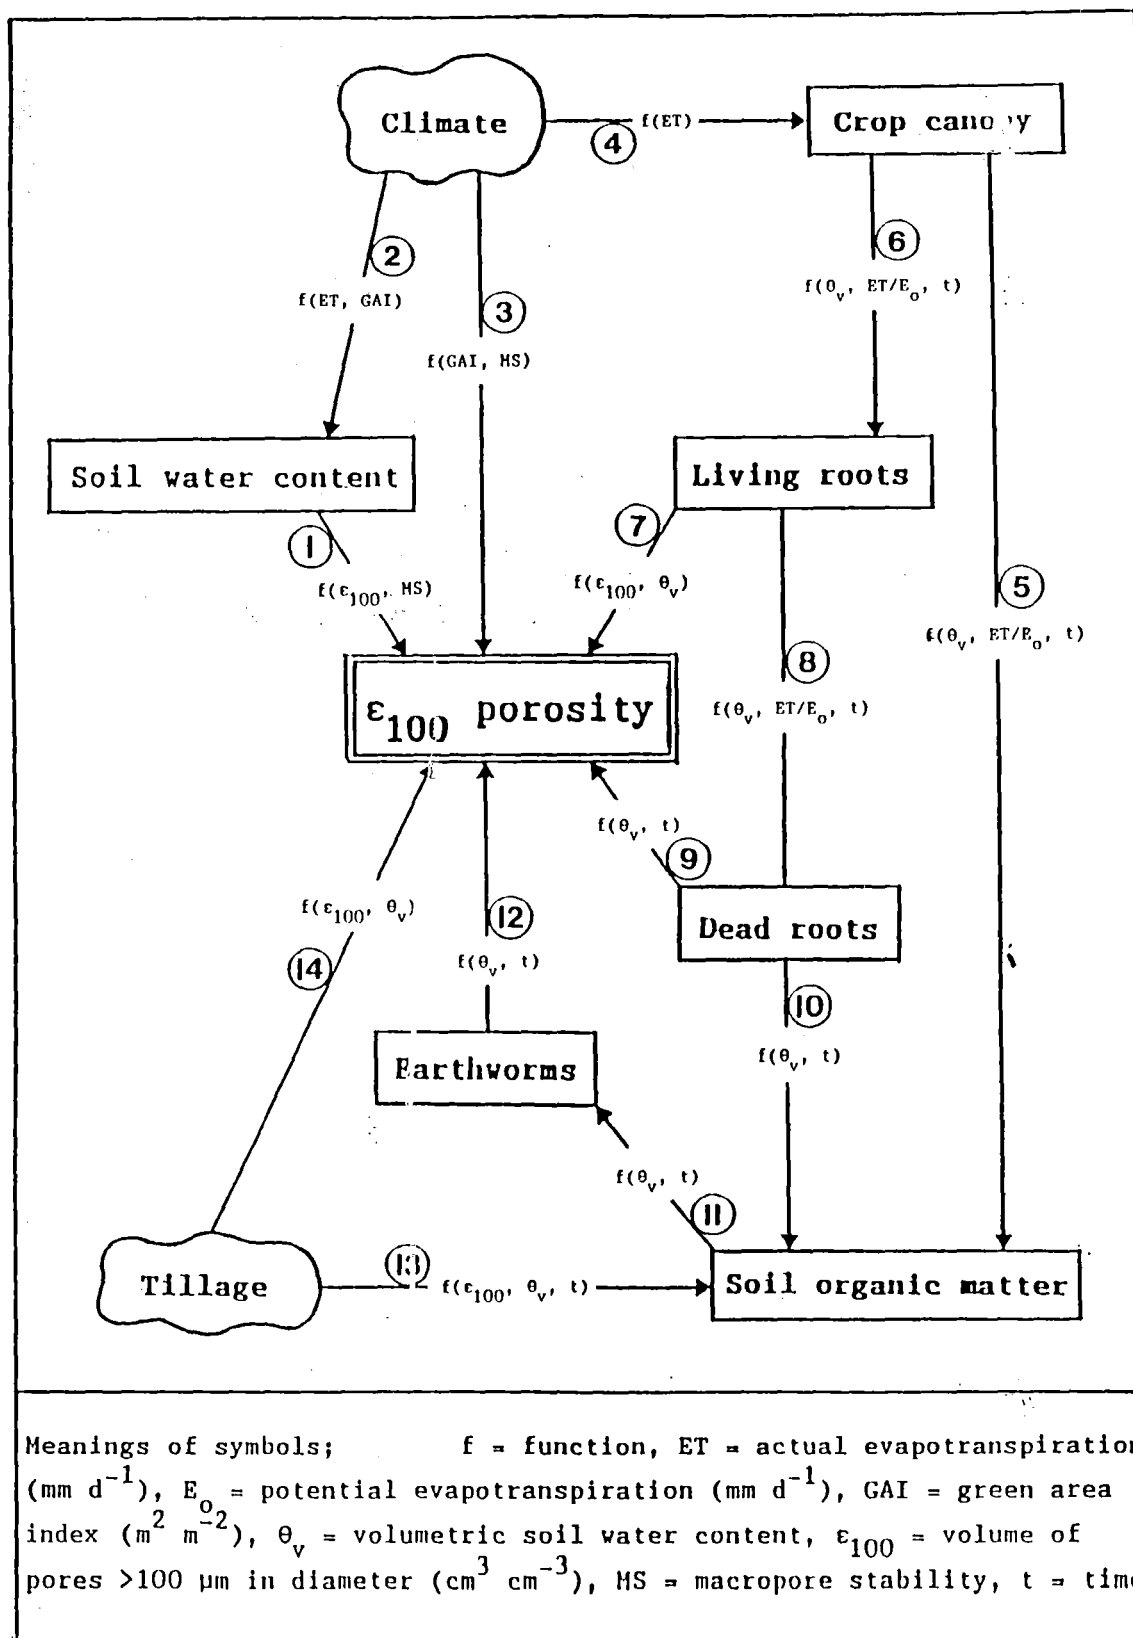 Climate
4
f(ET)
Crop canopy
2
f(ET, GAI)
3
f(GAI, MS)
6
f(θv, ET/Eo, t)
Soil water content
Living roots
1
f(ε100, MS)
7
f(ε100, θv)
5
f(θv, ET/Eo, t)
8
f(θv, ET/Eo, t)
ε100 porosity
f(θv, t)
9
14
f(ε100, θv)
12
f(θv, t)
Dead roots
10
f(θv, t)
Earthworms
f(θv, t)
11
Tillage
13
f(ε100, θv, t)
Soil organic matter
Meanings of symbols; f = function, ET = actual evapotranspiration
(mm d⁻¹), Eo = potential evapotranspiration (mm d⁻¹), GAI = green area
index (m² m⁻²), θv = volumetric soil water content, ε100 = volume of
pores >100 µm in diameter (cm³ cm⁻³), MS = macropore stability, t = time